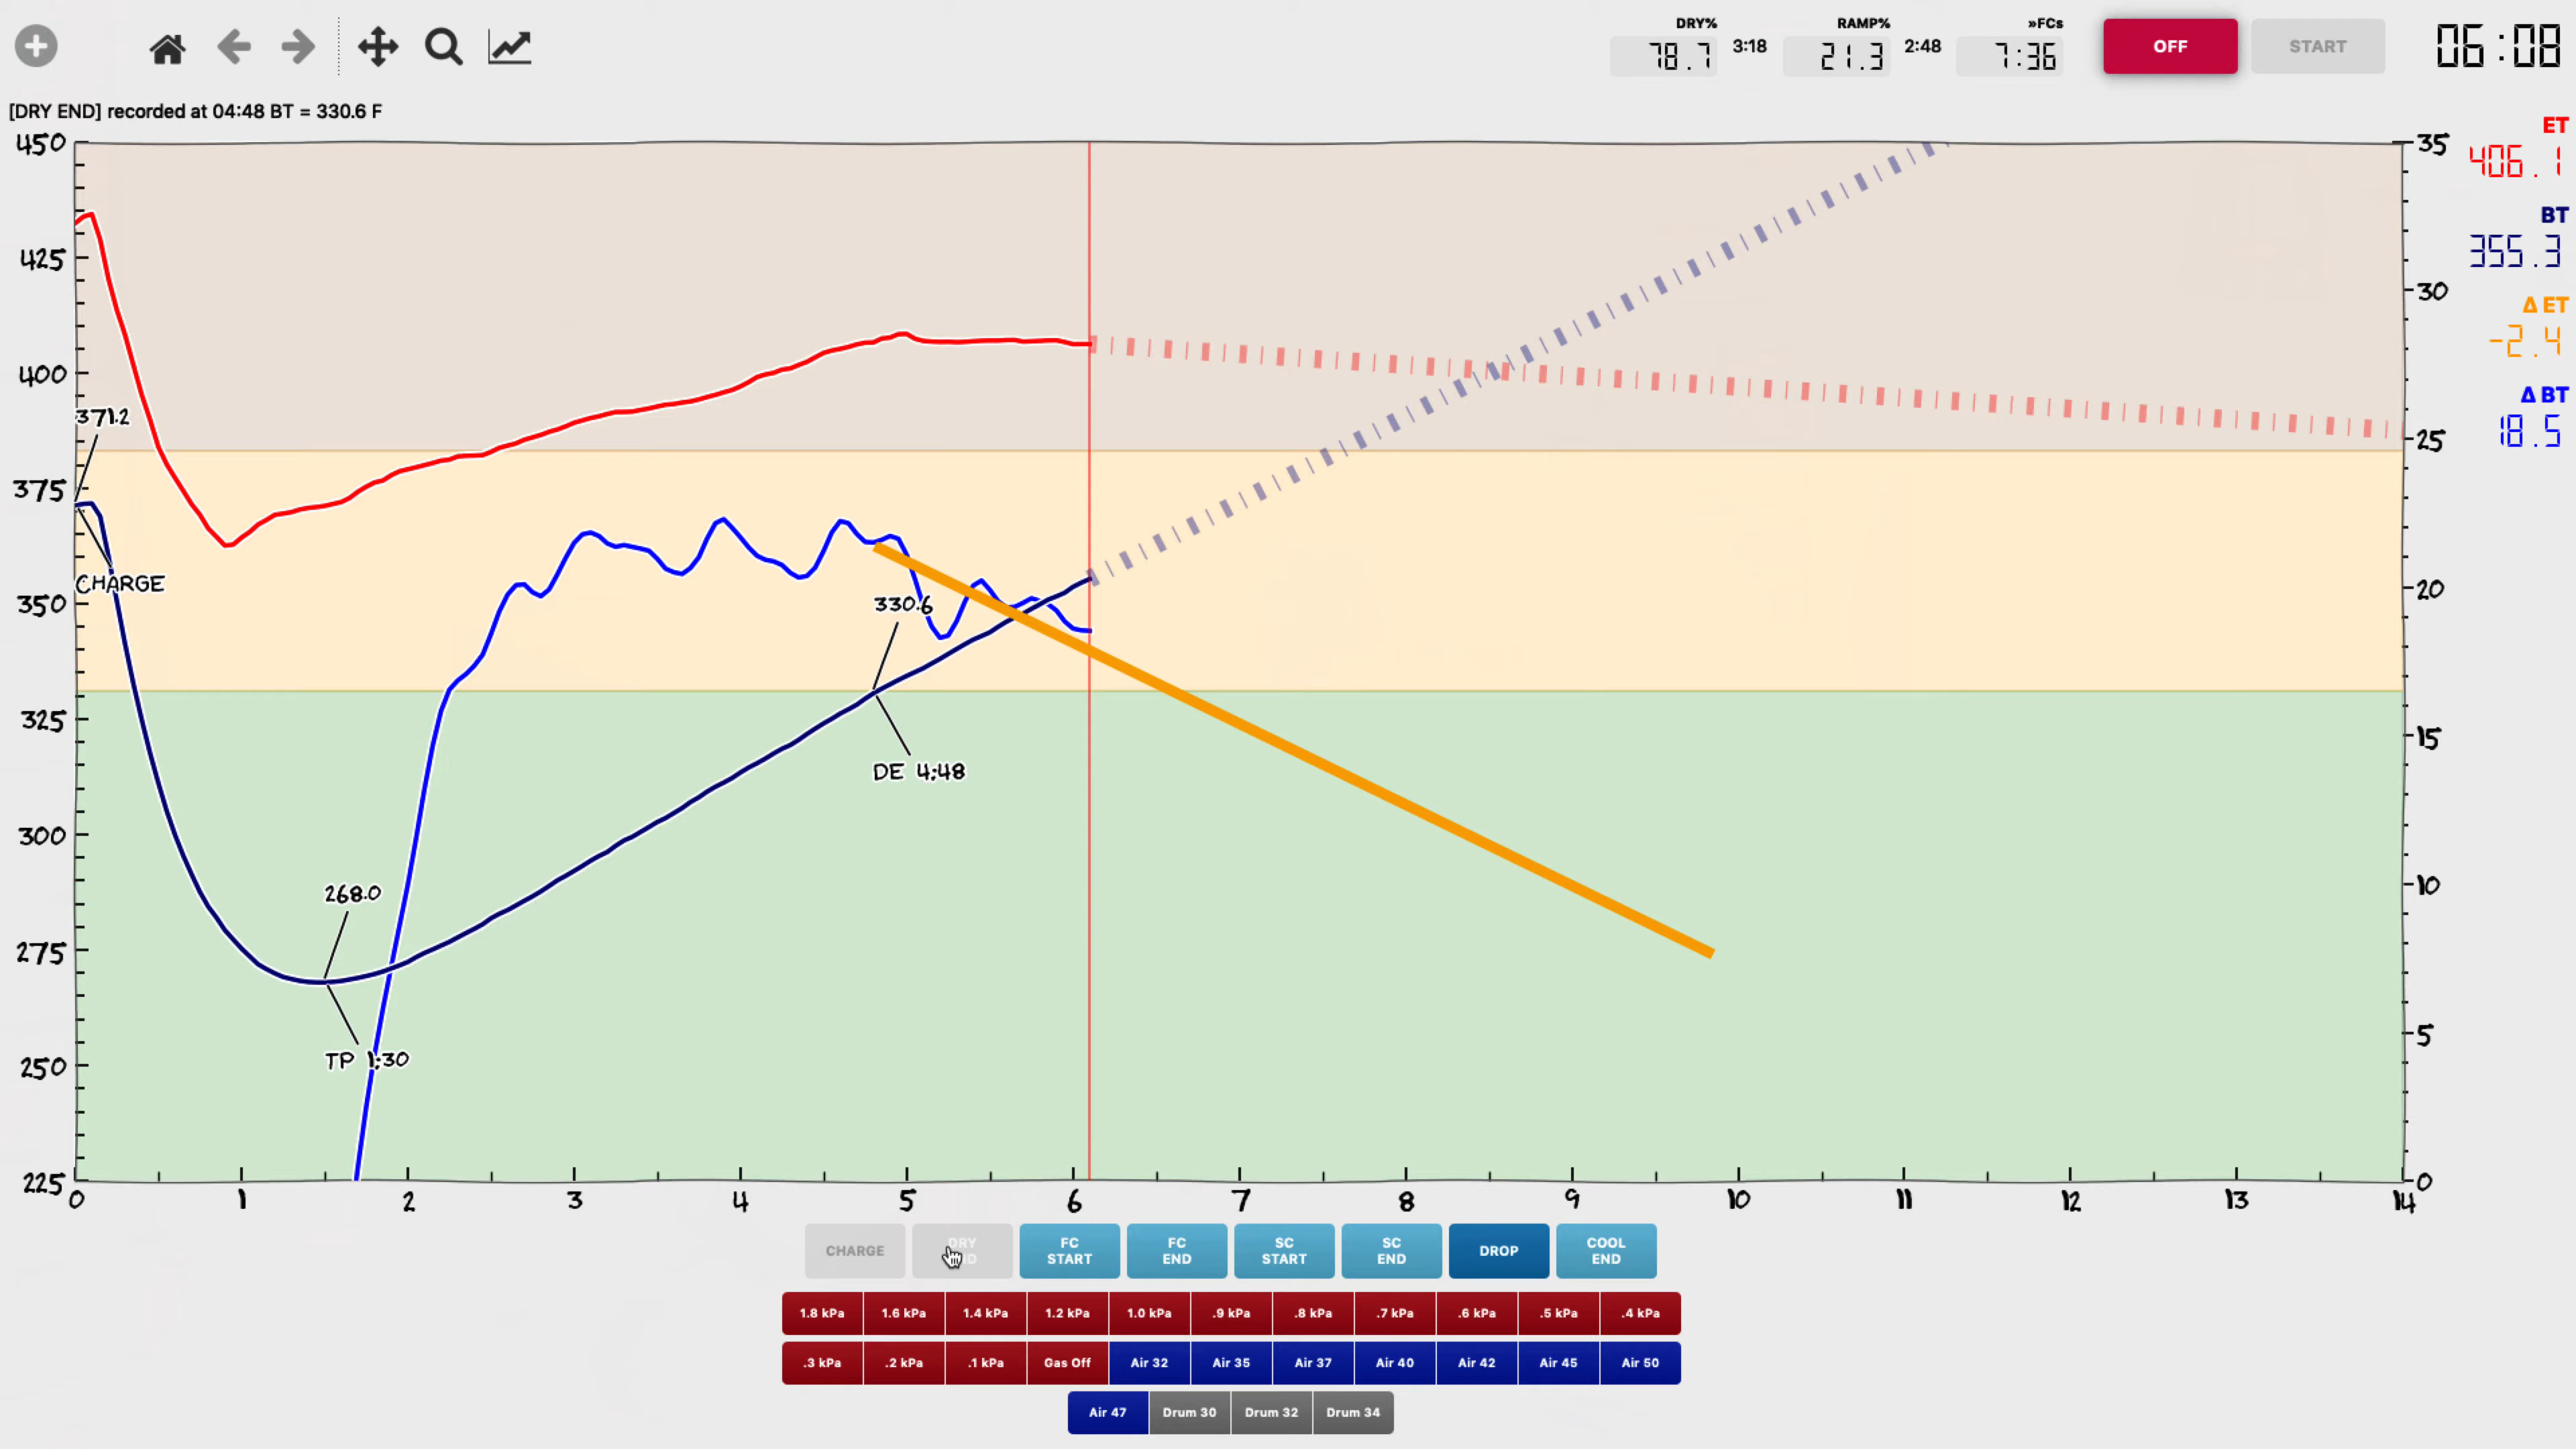 DRY% RAMP% »FCs
78.7 3:18 21.3 2:48 7:36 OFF START 06:08
[DRY END] recorded at 04:48 BT = 330.6 F
ET
406.1
BT
355.3
Δ ET
-2.4
Δ BT
18.5
450
425
400
375
350
325
300
275
250
225
35
30
25
20
15
10
5
0
371.2
CHARGE
330.6
DE 4:48
268.0
TP 1:30
0 1 2 3 4 5 6 7 8 9 10 11 12 13 14
CHARGE DRY END FC START FC END SC START SC END DROP COOL END
1.8 kPa 1.6 kPa 1.4 kPa 1.2 kPa 1.0 kPa .9 kPa .8 kPa .7 kPa .6 kPa .5 kPa .4 kPa
.3 kPa .2 kPa .1 kPa Gas Off Air 32 Air 35 Air 37 Air 40 Air 42 Air 45 Air 50
Air 47 Drum 30 Drum 32 Drum 34